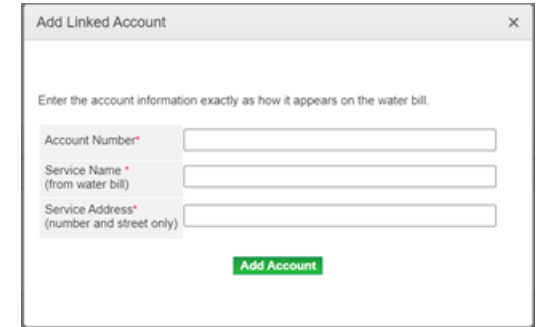 Add Linked Account ×
Enter the account information exactly as how it appears on the water bill.
Account Number*
Service Name *
(from water bill)
Service Address*
(number and street only)
Add Account